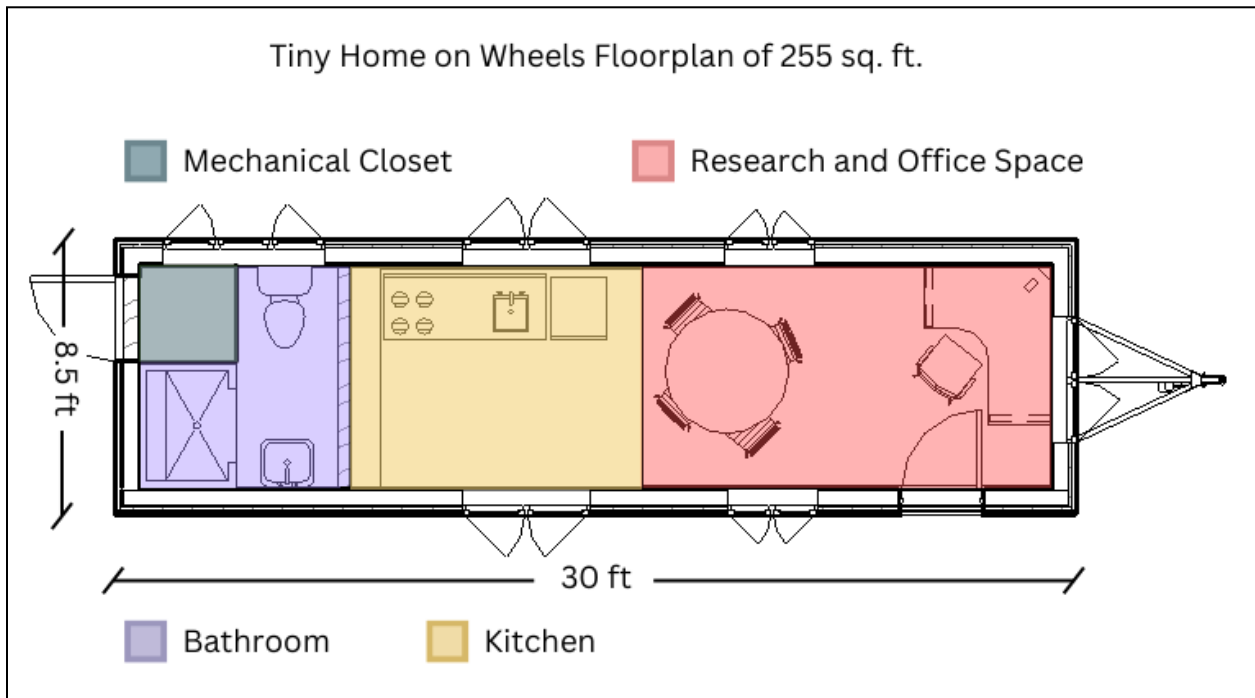 Tiny Home on Wheels Floorplan of 255 sq. ft.
Mechanical Closet
Research and Office Space
8.5 ft
30 ft
Bathroom
Kitchen